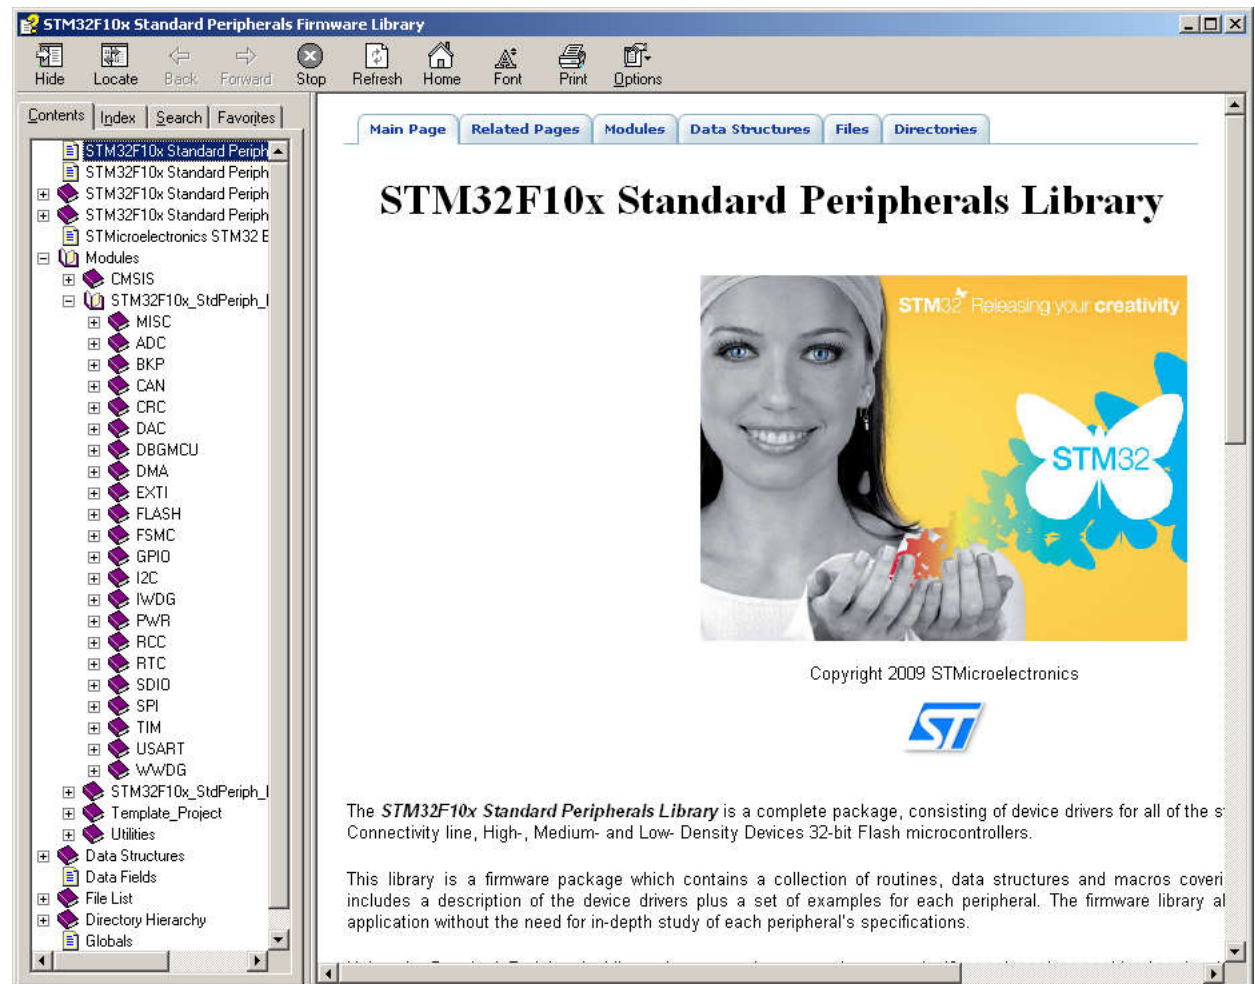 STM32F10x Standard Peripherals Firmware Library
Hide Locate Back Forward Stop Refresh Home Font Print Options
Contents Index Search Favorites
STM32F10x Standard Periph
STM32F10x Standard Periph
STM32F10x Standard Periph
STM32F10x Standard Periph
STMicroelectronics STM32 E
Modules
CMSIS
STM32F10x_StdPeriph_
MISC
ADC
BKP
CAN
CRC
DAC
DBGMCU
DMA
EXTI
FLASH
FSMC
GPIO
I2C
IWDG
PWR
RCC
RTC
SDIO
SPI
TIM
USART
WWDG
STM32F10x_StdPeriph_
Template_Project
Utilities
Data Structures
Data Fields
File List
Directory Hierarchy
Globals
Main Page Related Pages Modules Data Structures Files Directories
STM32F10x Standard Peripherals Library
STM32 Releasing your creativity
STM32
Copyright 2009 STMicroelectronics
ST
The STM32F10x Standard Peripherals Library is a complete package, consisting of device drivers for all of the s
Connectivity line, High-, Medium- and Low- Density Devices 32-bit Flash microcontrollers.
This library is a firmware package which contains a collection of routines, data structures and macros coveri
includes a description of the device drivers plus a set of examples for each peripheral. The firmware library al
application without the need for in-depth study of each peripheral's specifications.